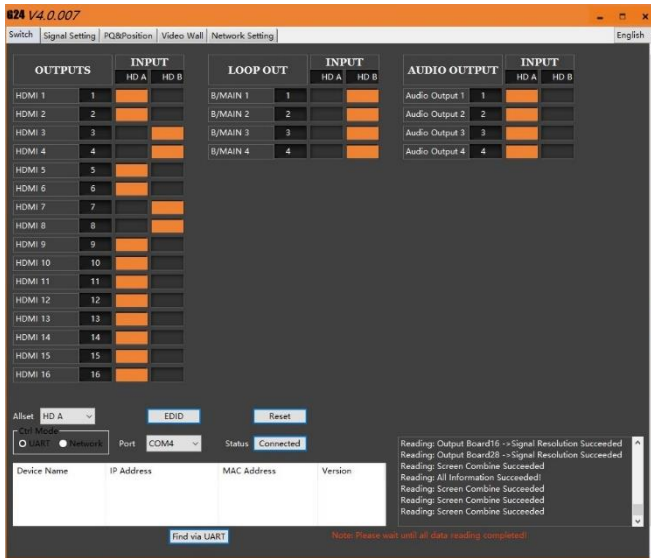 G24 V4.0.007
Switch Signal Setting PQ&Position Video Wall Network Setting English
OUTPUTS INPUT LOOP OUT INPUT AUDIO OUTPUT INPUT
HD A HD B HD A HD B HD A HD B
HDMI 1 1 B/MAIN 1 1 Audio Output 1 1
HDMI 2 2 B/MAIN 2 2 Audio Output 2 2
HDMI 3 3 B/MAIN 3 3 Audio Output 3 3
HDMI 4 4 B/MAIN 4 4 Audio Output 4 4
HDMI 5 5
HDMI 6 6
HDMI 7 7
HDMI 8 8
HDMI 9 9
HDMI 10 10
HDMI 11 11
HDMI 12 12
HDMI 13 13
HDMI 14 14
HDMI 15 15
HDMI 16 16
Allset HD A EDID Reset
Ctrl Mode
UART Network Port COM4 Status Connected
Device Name IP Address MAC Address Version
Find via UART
Reading: Output Board16 ->Signal Resolution Succeeded
Reading: Output Board28 ->Signal Resolution Succeeded
Reading: Screen Combine Succeeded
Reading: All Information Succeeded!
Reading: Screen Combine Succeeded
Reading: Screen Combine Succeeded
Reading: Screen Combine Succeeded
Note: Please wait until all data reading completed!